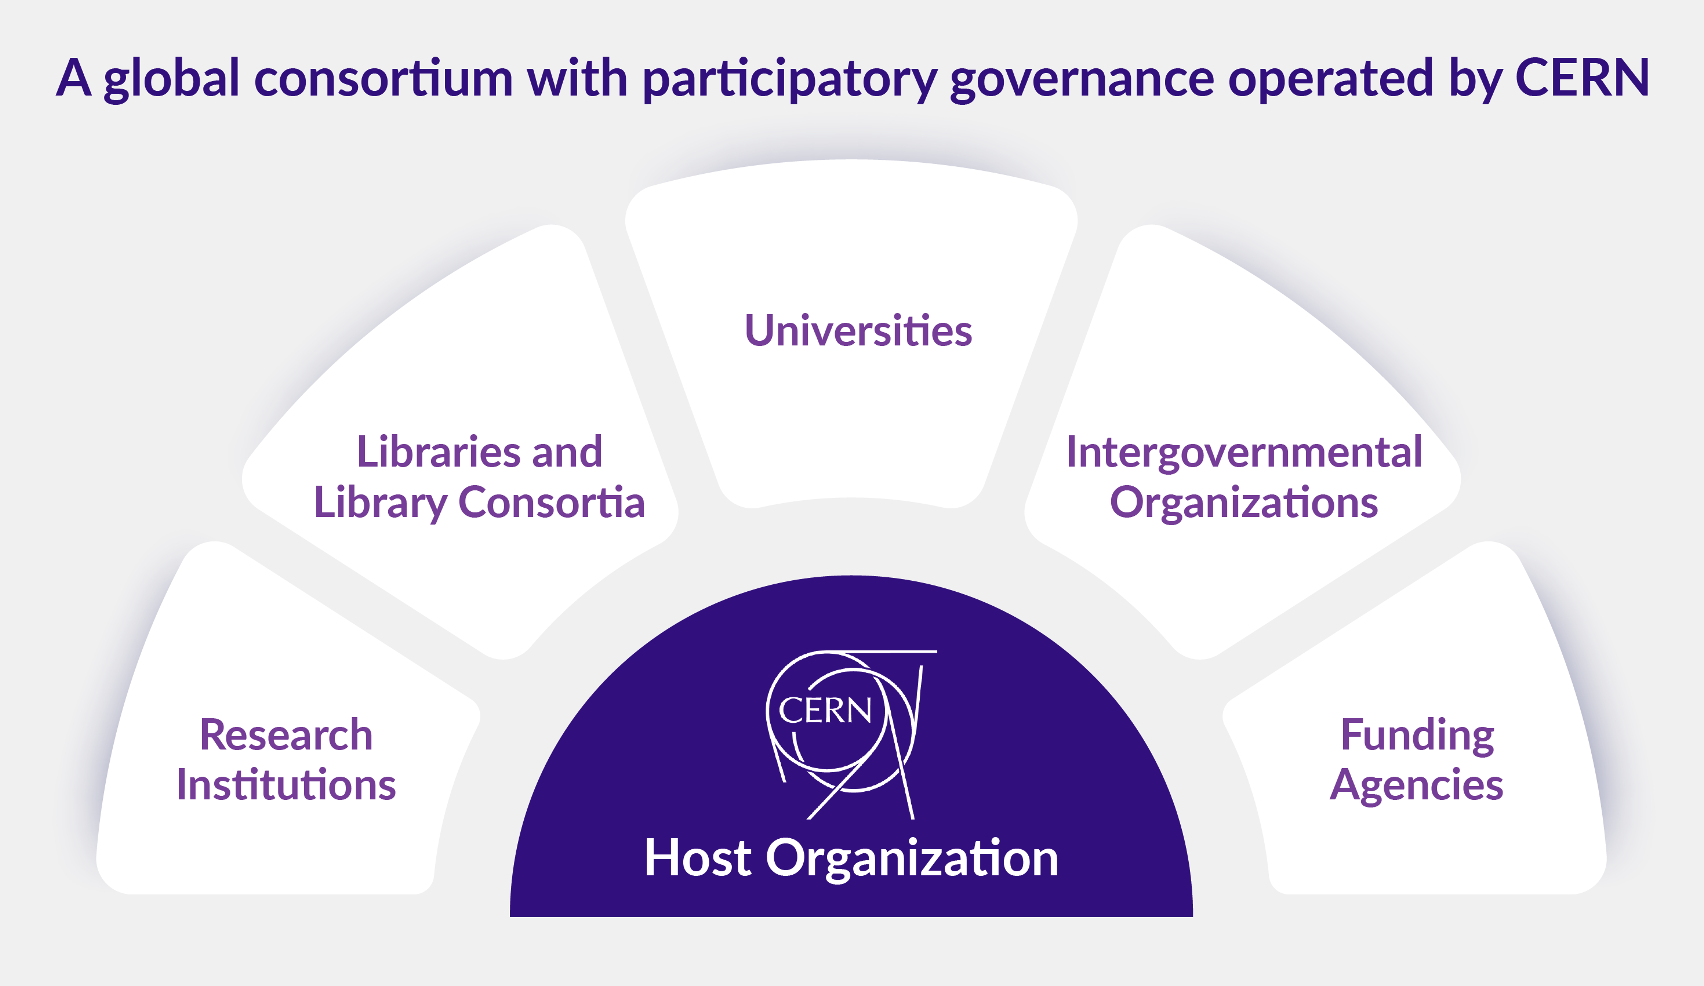 A global consortium with participatory governance operated by CERN
Universities
Libraries and
Library Consortia
Intergovernmental
Organizations
Research
Institutions
Funding
Agencies
CERN
Host Organization